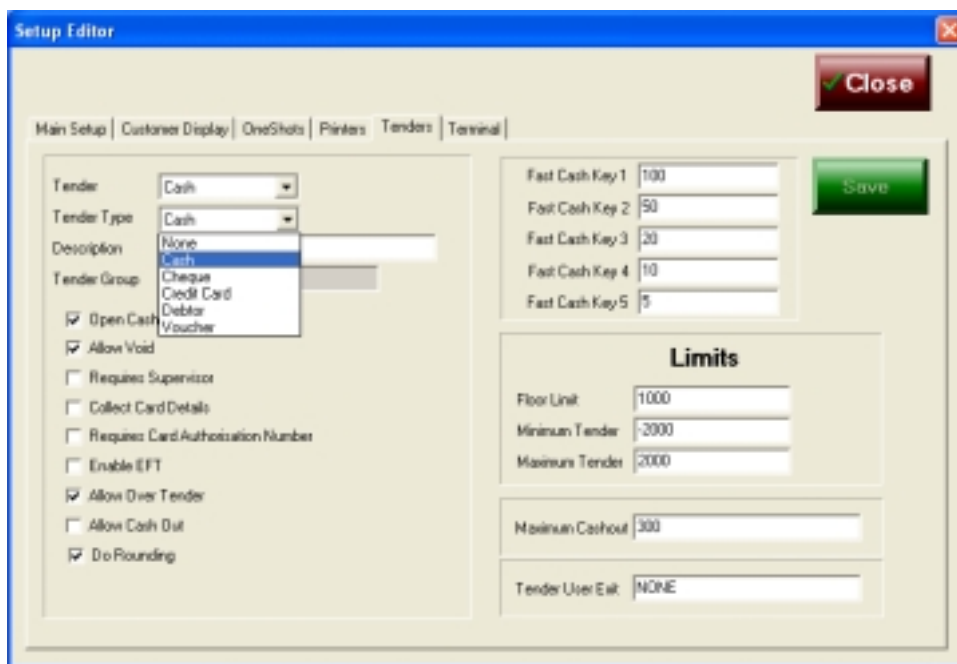 Setup Editor
Close
Main Setup Customer Display OneShots Printers Tenders Terminal
Tender Cash
Tender Type Cash
Description
Tender Group
None
Cash
Cheque
Credit Card
Debtor
Voucher
Open Cash
Allow Void
Requires Supervisor
Collect Card Details
Requires Card Authorisation Number
Enable EFT
Allow Over Tender
Allow Cash Out
Do Rounding
Fast Cash Key 1 100
Fast Cash Key 2 50
Fast Cash Key 3 20
Fast Cash Key 4 10
Fast Cash Key 5 5
Save
Limits
Floor Limit 1000
Minimum Tender -2000
Maximum Tender 2000
Maximum Cashout 300
Tender User Exit NONE